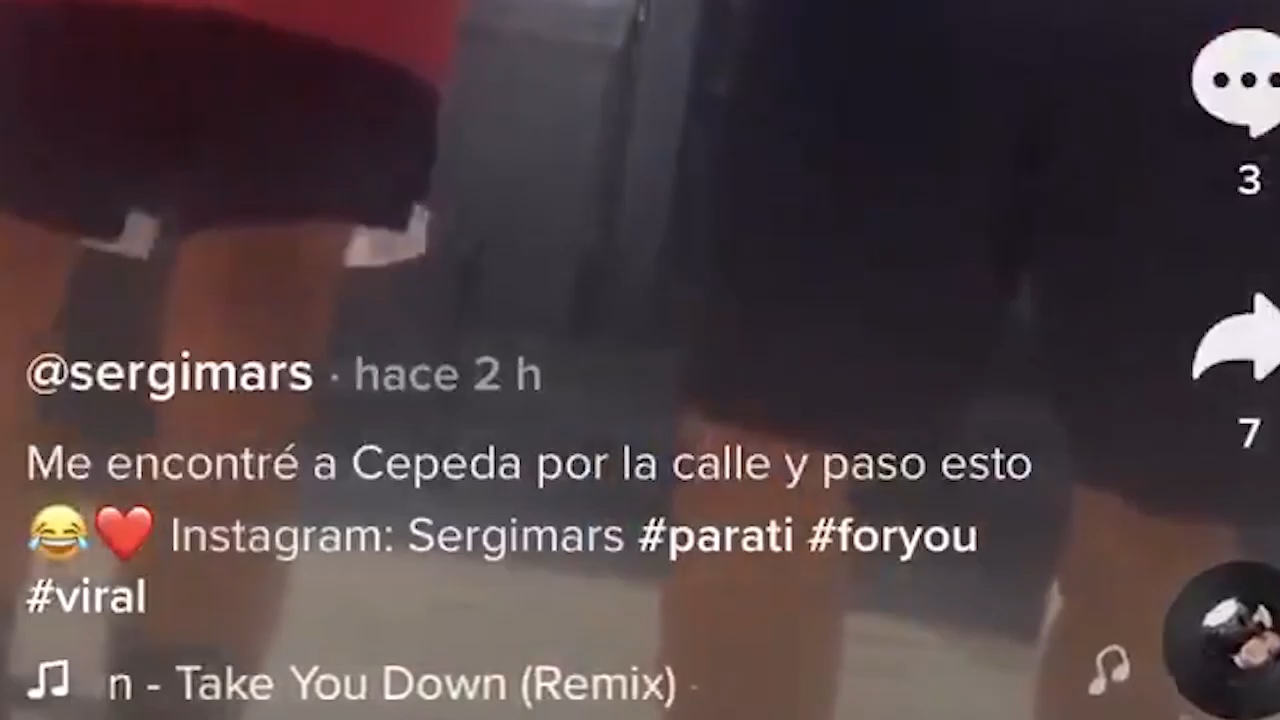 3
7
@sergimars · hace 2 h
Me encontré a Cepeda por la calle y paso esto
😂❤️ Instagram: Sergimars #parati #foryou
#viral
n - Take You Down (Remix) ·